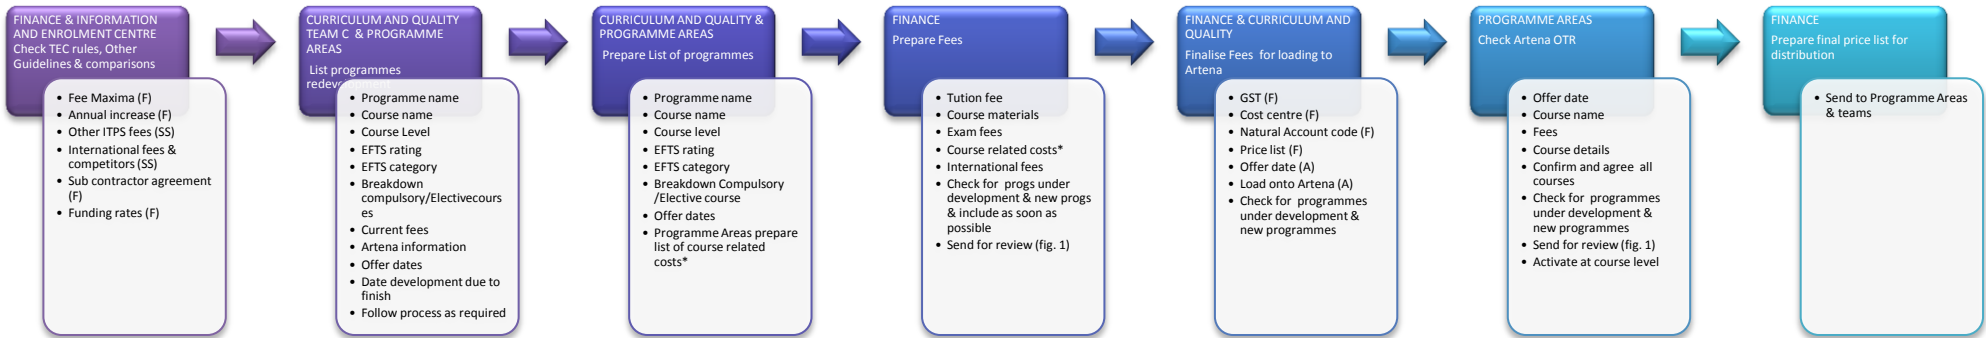 FINANCE & INFORMATION
AND ENROLMENT CENTRE
Check TEC rules, Other
Guidelines & comparisons
• Fee Maxima (F)
• Annual increase (F)
• Other ITPS fees (SS)
• International fees &
competitors (SS)
• Sub contractor agreement
(F)
• Funding rates (F)
CURRICULUM AND QUALITY
TEAM C & PROGRAMME
AREAS
List programmes
redevelopment
• Programme name
• Course name
• Course Level
• EFTS rating
• EFTS category
• Breakdown
compulsory/Electivecours
es
• Current fees
• Artena information
• Offer dates
• Date development due to
finish
• Follow process as required
CURRICULUM AND QUALITY &
PROGRAMME AREAS
Prepare List of programmes
• Programme name
• Course name
• Course level
• EFTS rating
• EFTS category
• Breakdown Compulsory
/Elective course
• Offer dates
• Programme Areas prepare
list of course related
costs*
FINANCE
Prepare Fees
• Tution fee
• Course materials
• Exam fees
• Course related costs*
• International fees
• Check for progs under
development & new progs
& include as soon as
possible
• Send for review (fig. 1)
FINANCE & CURRICULUM AND
QUALITY
Finalise Fees for loading to
Artena
• GST (F)
• Cost centre (F)
• Natural Account code (F)
• Price list (F)
• Offer date (A)
• Load onto Artena (A)
• Check for programmes
under development &
new programmes
PROGRAMME AREAS
Check Artena OTR
• Offer date
• Course name
• Fees
• Course details
• Confirm and agree all
courses
• Check for programmes
under development &
new programmes
• Send for review (fig. 1)
• Activate at course level
FINANCE
Prepare final price list for
distribution
• Send to Programme Areas
& teams